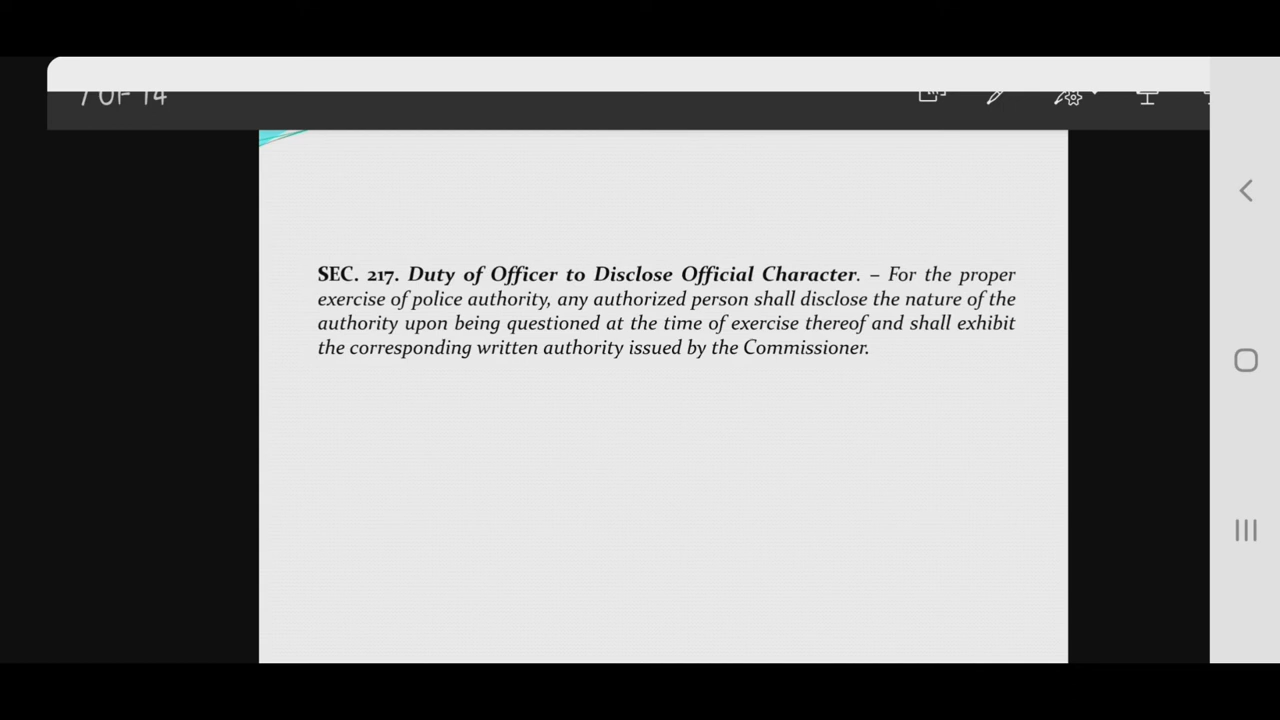 7 OF 14
SEC. 217. Duty of Officer to Disclose Official Character. – For the proper
exercise of police authority, any authorized person shall disclose the nature of the
authority upon being questioned at the time of exercise thereof and shall exhibit
the corresponding written authority issued by the Commissioner.